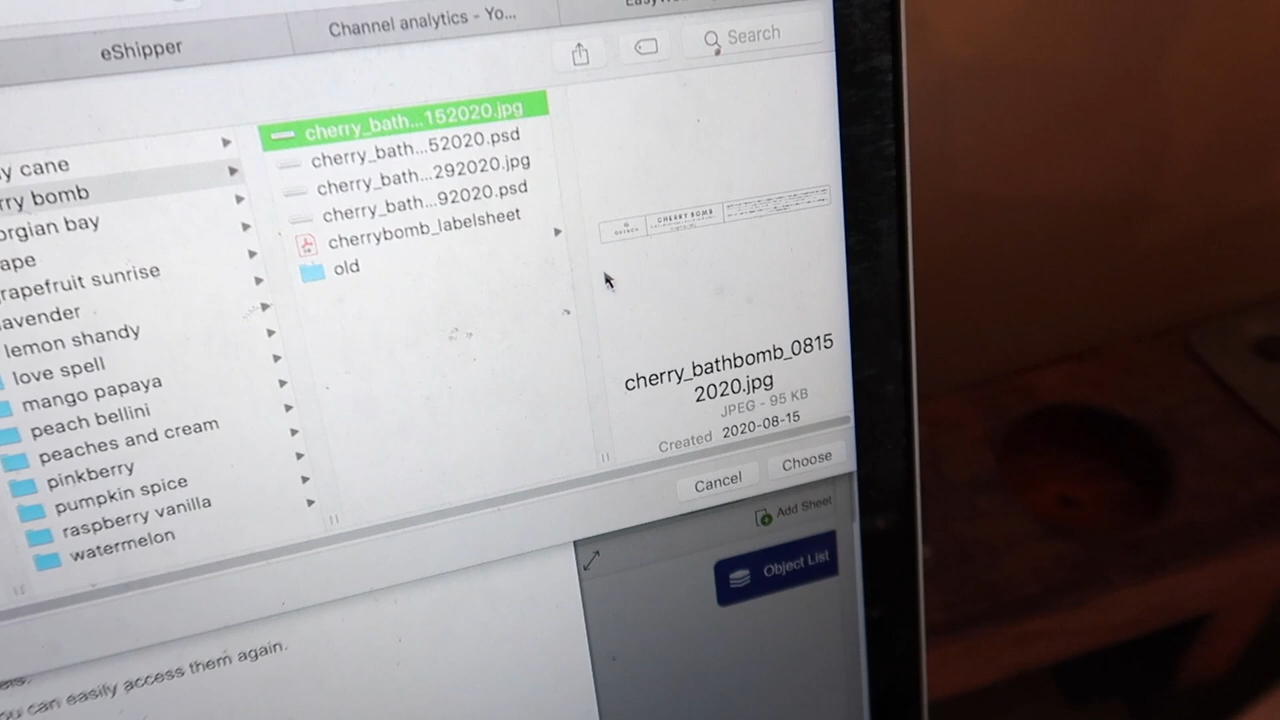 eShipper
Channel analytics - Yo...
Search
y cane
rry bomb
orgian bay
ape
rapefruit sunrise
avender
lemon shandy
love spell
mango papaya
peach bellini
peaches and cream
pinkberry
pumpkin spice
raspberry vanilla
watermelon
cherry_bath...152020.jpg
cherry_bath...52020.psd
cherry_bath...292020.jpg
cherry_bath...92020.psd
cherrybomb_labelsheet
old
CHERRY BOMB
cherry_bathbomb_0815
2020.jpg
JPEG - 95 KB
Created 2020-08-15
Cancel
Choose
Add Sheet
Object List
can easily access them again.